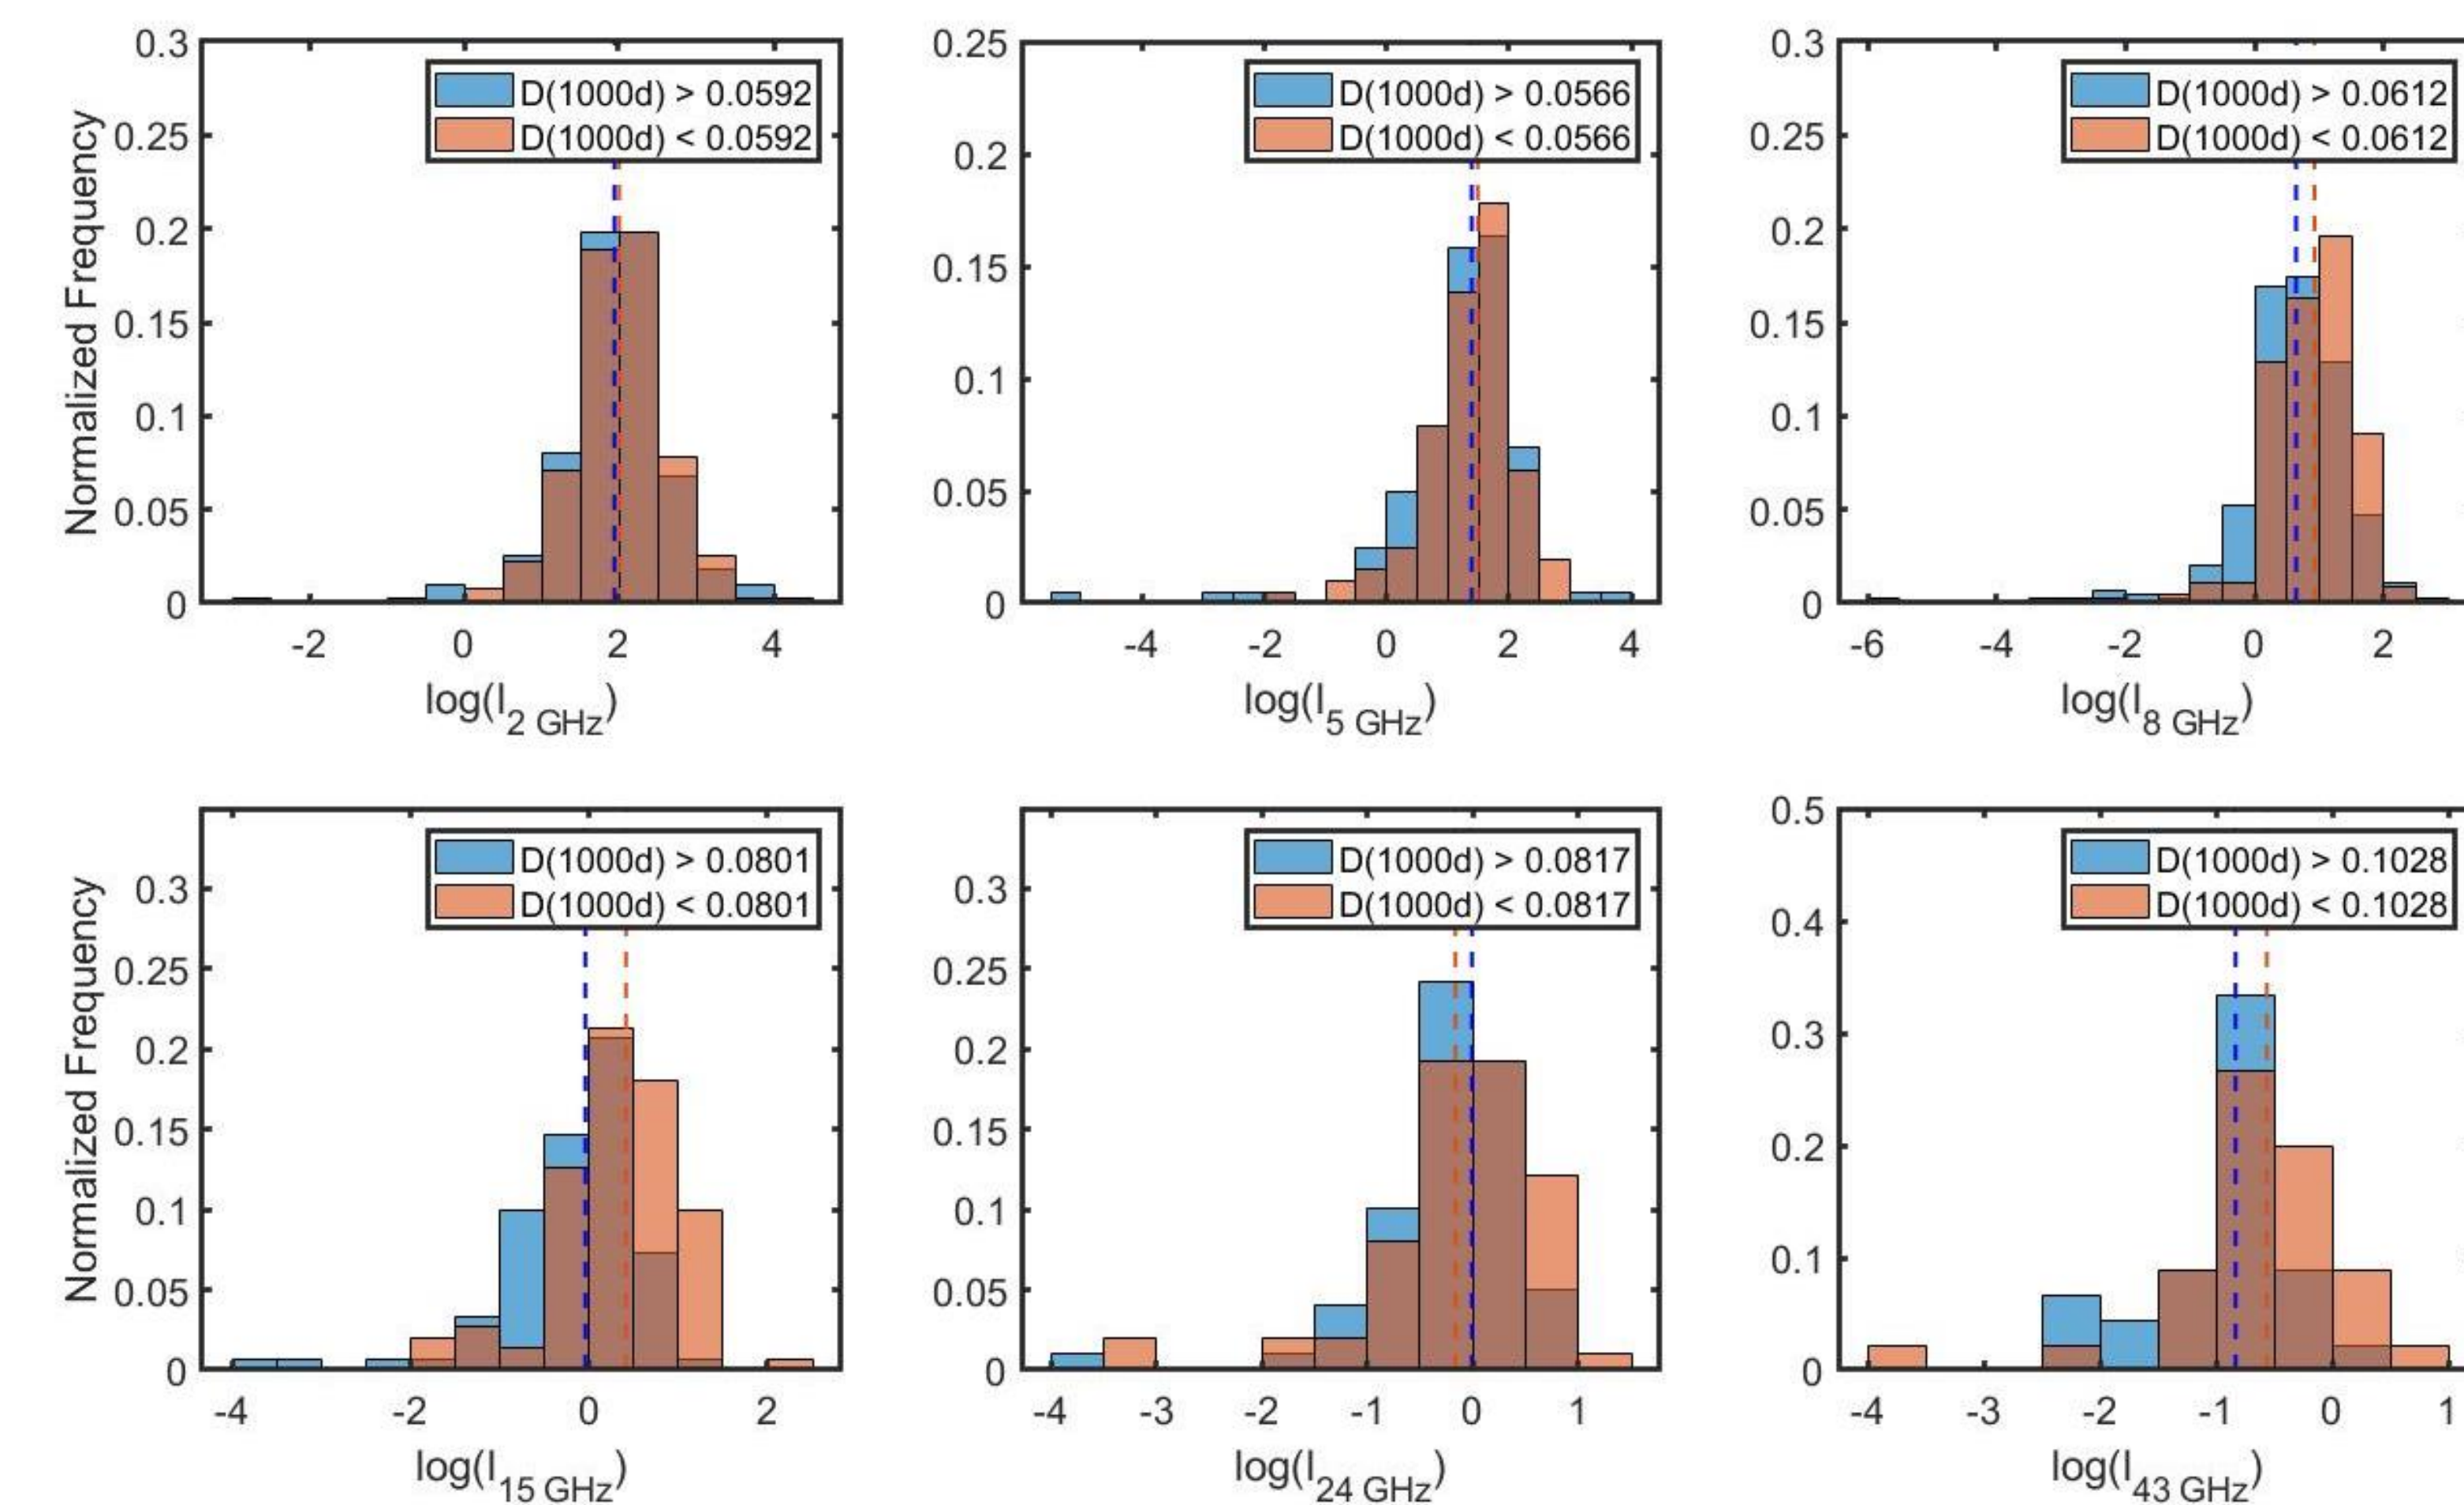 0.3
0.25
0.2
0.15
0.1
0.05
0
Normalized Frequency
D(1000d) > 0.0592
D(1000d) < 0.0592
-2 0 2 4
log(I2 GHz)
0.25
0.2
0.15
0.1
0.05
0
D(1000d) > 0.0566
D(1000d) < 0.0566
-4 -2 0 2 4
log(I5 GHz)
0.3
0.25
0.2
0.15
0.1
0.05
0
D(1000d) > 0.0612
D(1000d) < 0.0612
-6 -4 -2 0 2
log(I8 GHz)
0.3
0.25
0.2
0.15
0.1
0.05
0
Normalized Frequency
D(1000d) > 0.0801
D(1000d) < 0.0801
-4 -2 0 2
log(I15 GHz)
0.3
0.25
0.2
0.15
0.1
0.05
0
D(1000d) > 0.0817
D(1000d) < 0.0817
-4 -3 -2 -1 0 1
log(I24 GHz)
0.5
0.4
0.3
0.2
0.1
0
D(1000d) > 0.1028
D(1000d) < 0.1028
-4 -3 -2 -1 0 1
log(I43 GHz)